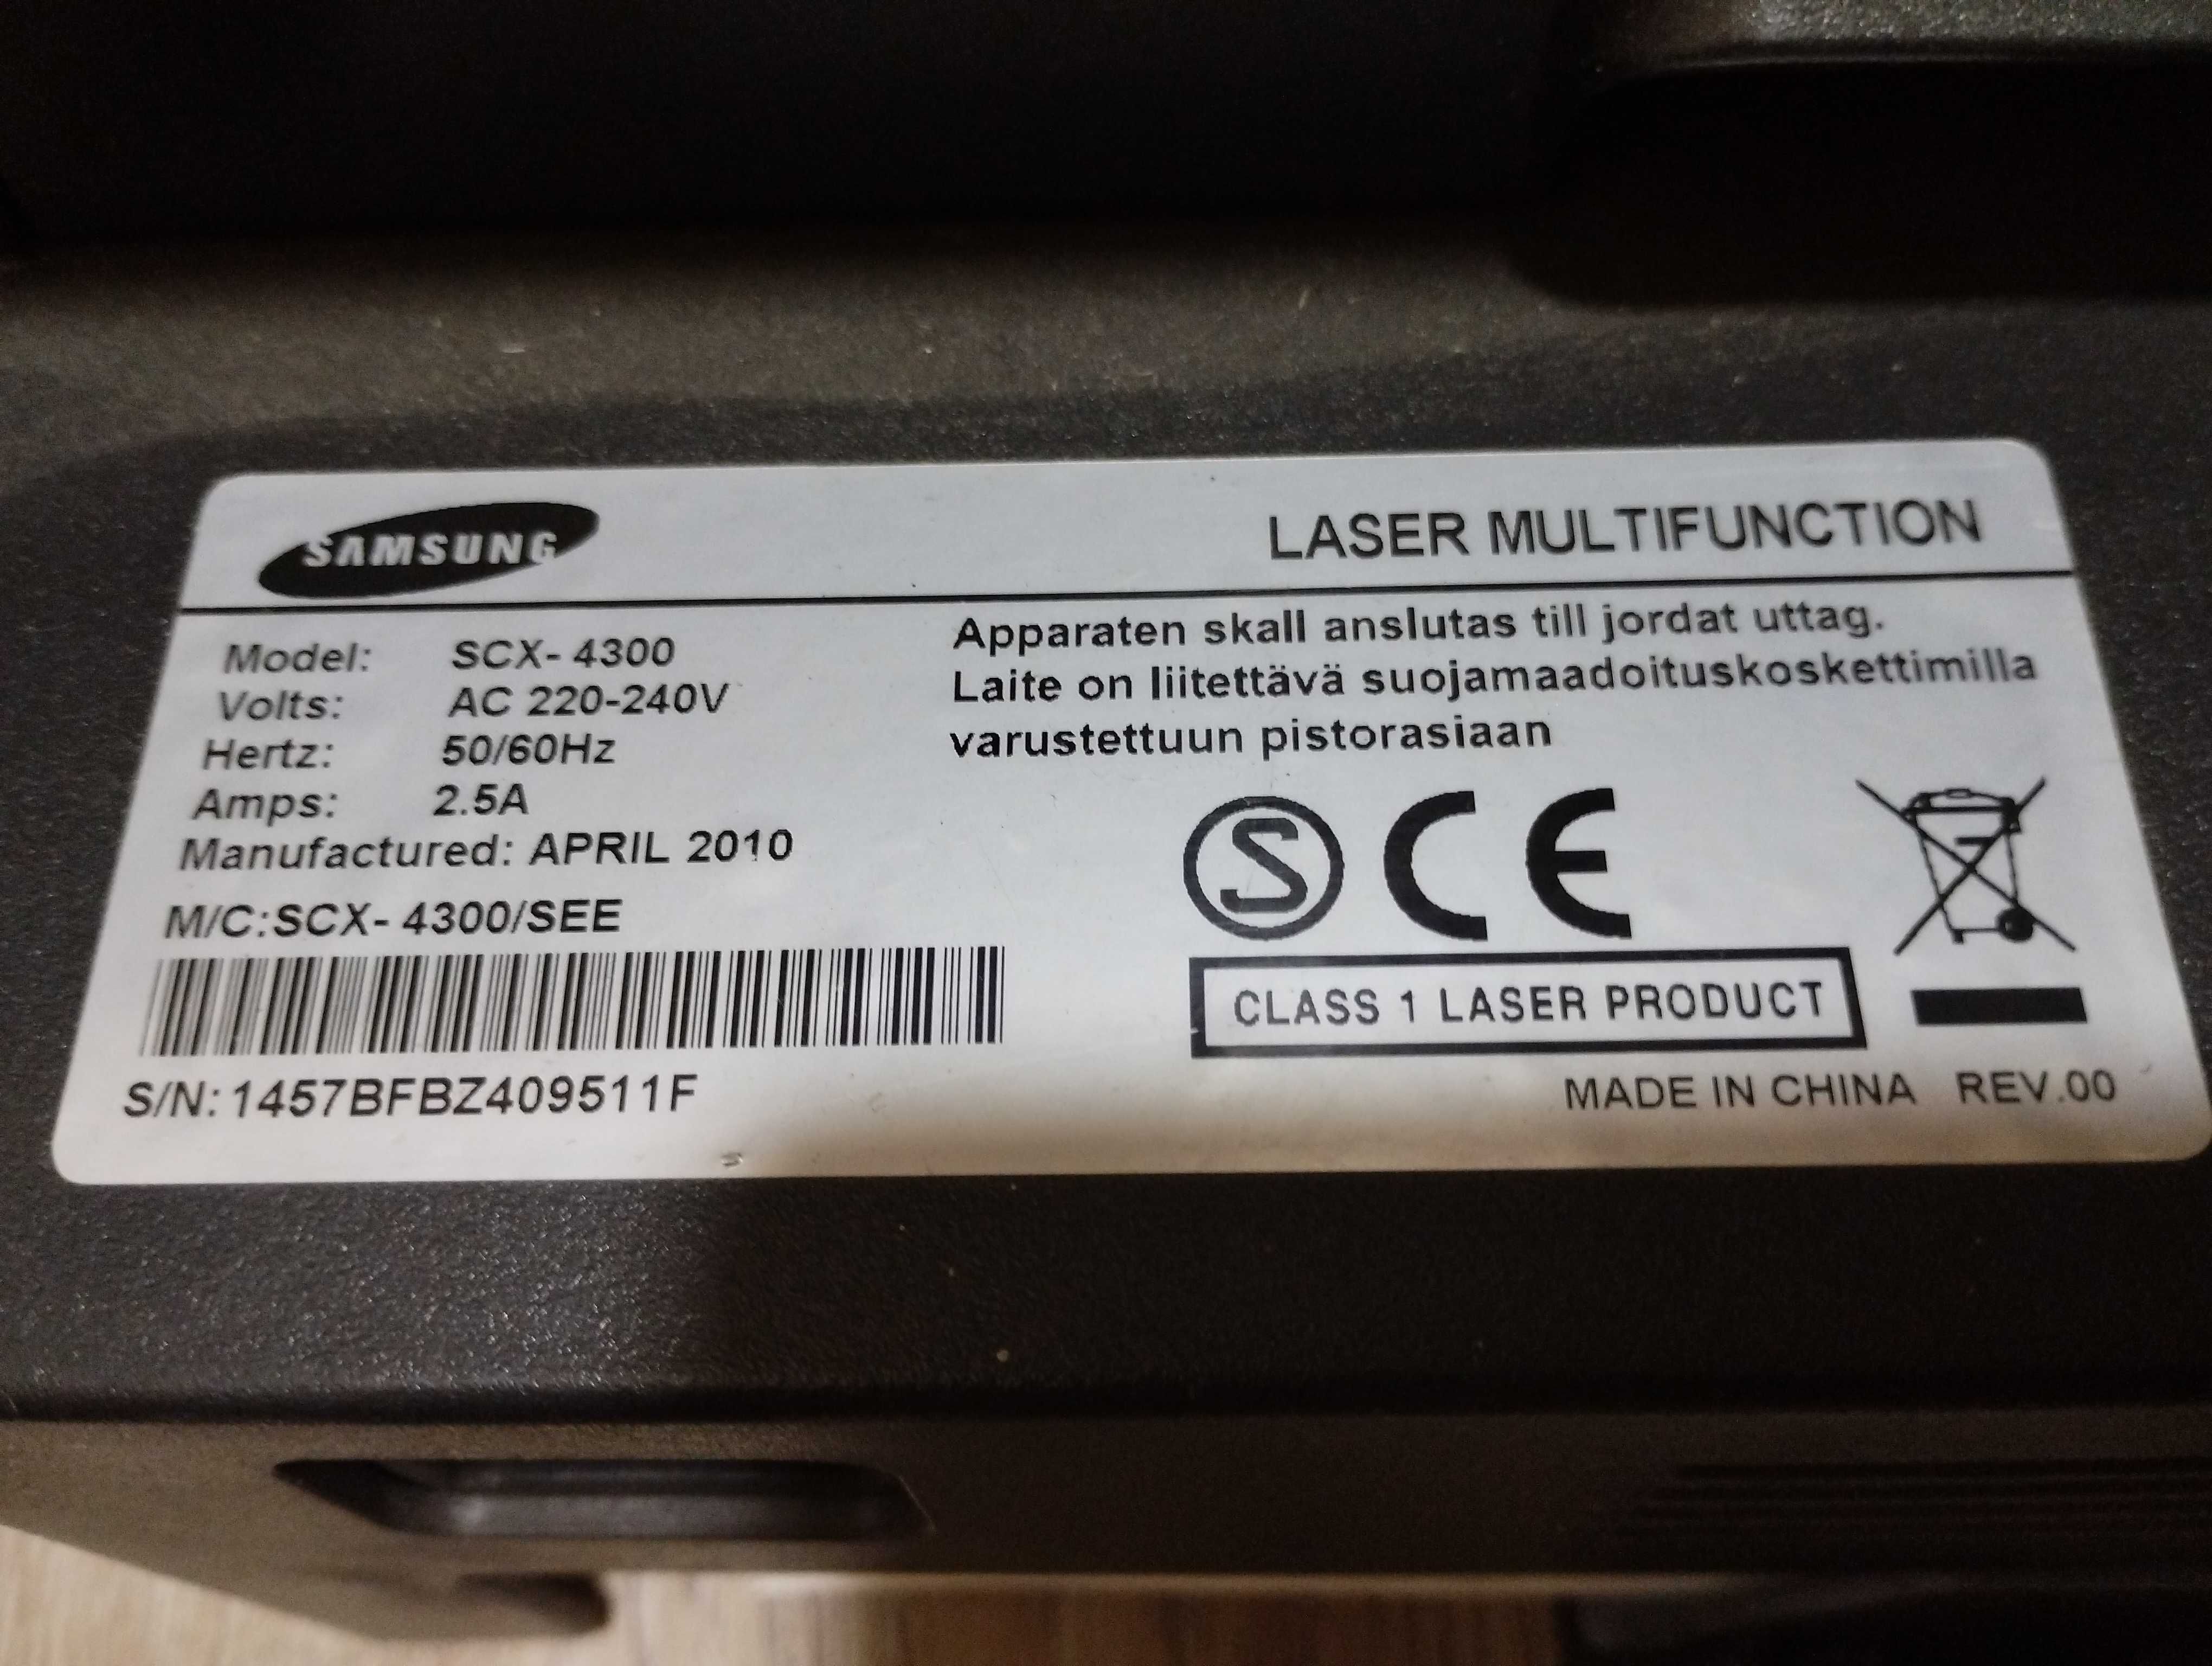 SAMSUNG
LASER MULTIFUNCTION
Model: SCX- 4300
Volts: AC 220-240V
Hertz: 50/60Hz
Amps: 2.5A
Manufactured: APRIL 2010
M/C:SCX- 4300/SEE
S/N: 1457BFBZ409511F
Apparaten skall anslutas till jordat uttag.
Laite on liitettävä suojamaadoituskoskettimilla
varustettuun pistorasiaan
S CE
CLASS 1 LASER PRODUCT
MADE IN CHINA REV.00